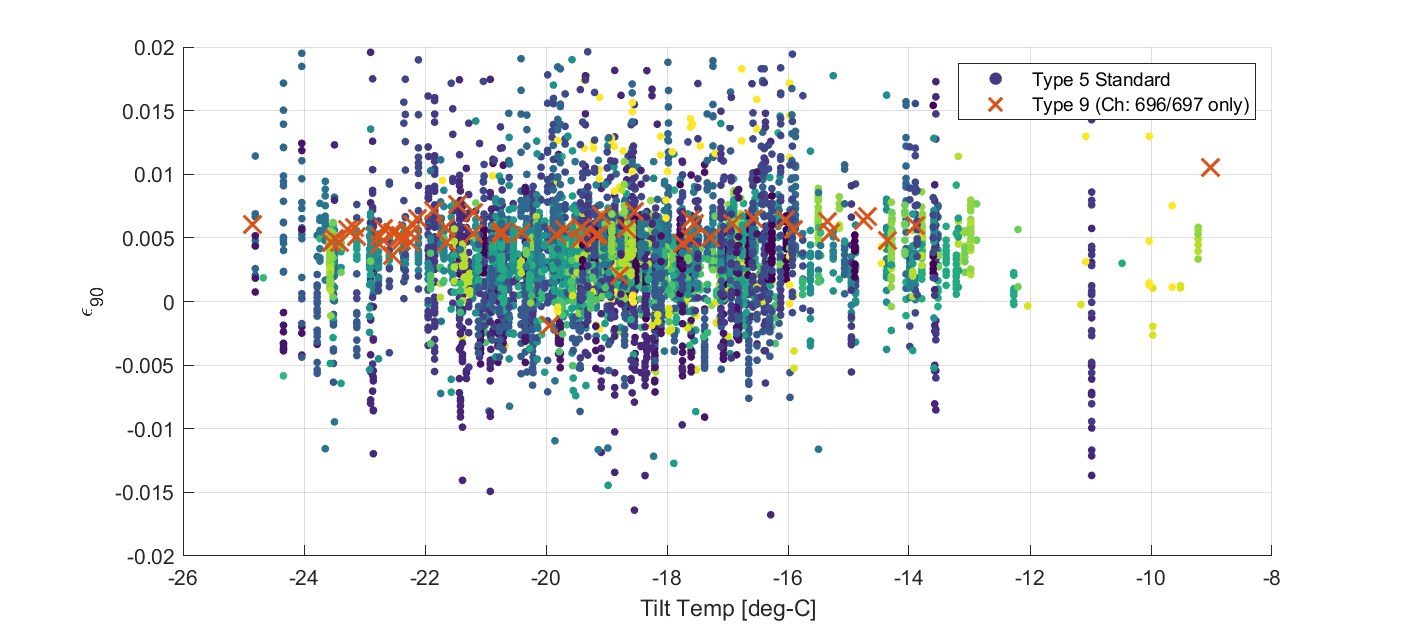 0.02
0.015
0.01
0.005
0
-0.005
-0.01
-0.015
-0.02
ϵ90
-26 -24 -22 -20 -18 -16 -14 -12 -10 -8
Tilt Temp [deg-C]
Type 5 Standard
Type 9 (Ch: 696/697 only)